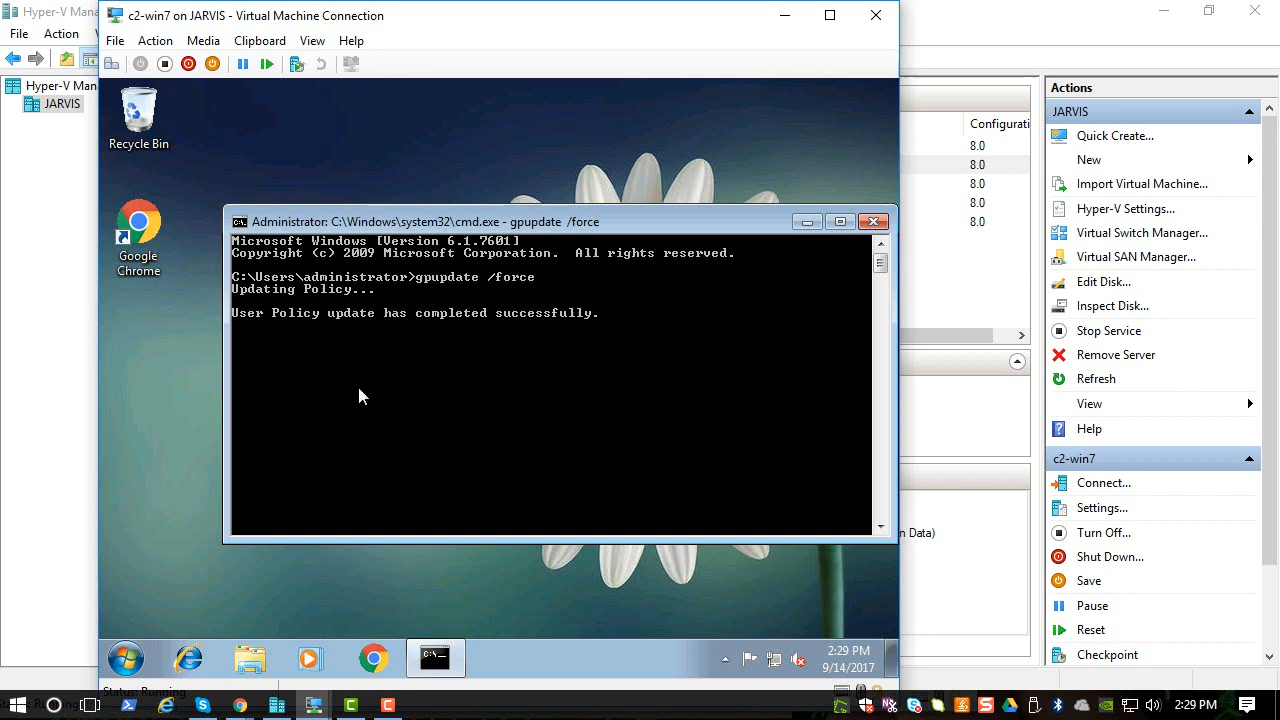 Hyper-V Mana
File
Action
V
Hyper-V Man
JARVIS
c2-win7 on JARVIS - Virtual Machine Connection
File Action Media Clipboard View Help
Recycle Bin
Google
Chrome
Administrator: C:\Windows\system32\cmd.exe - gpupdate /force
C:\
Microsoft Windows [Version 6.1.7601]
Copyright (c) 2009 Microsoft Corporation.  All rights reserved.
C:\Users\administrator>gpupdate /force
Updating Policy...
User Policy update has completed successfully.
2:29 PM
9/14/2017
Status: Running
Configurati
8.0
8.0
8.0
8.0
8.0
n Data)
Actions
JARVIS
Quick Create...
New
Import Virtual Machine...
Hyper-V Settings...
Virtual Switch Manager...
Virtual SAN Manager...
Edit Disk...
Inspect Disk...
Stop Service
Remove Server
Refresh
View
Help
c2-win7
Connect...
Settings...
Turn Off...
Shut Down...
Save
Pause
Reset
Checkpoint
2:29 PM